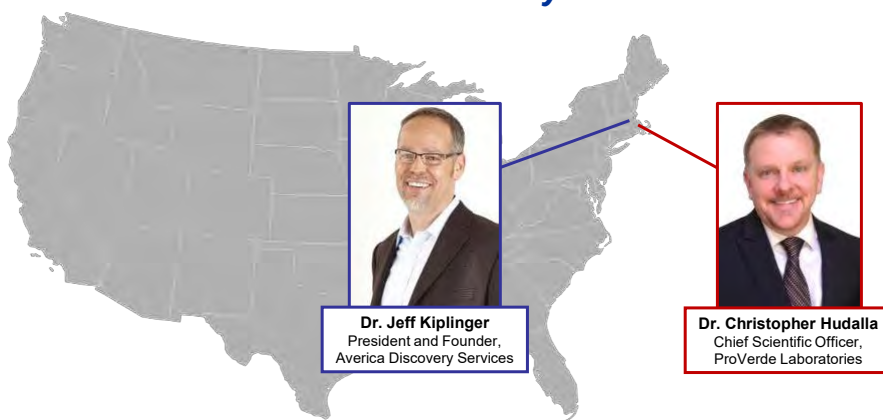 Dr. Jeff Kiplinger
President and Founder,
Averica Discovery Services
Dr. Christopher Hudalla
Chief Scientific Officer,
ProVerde Laboratories